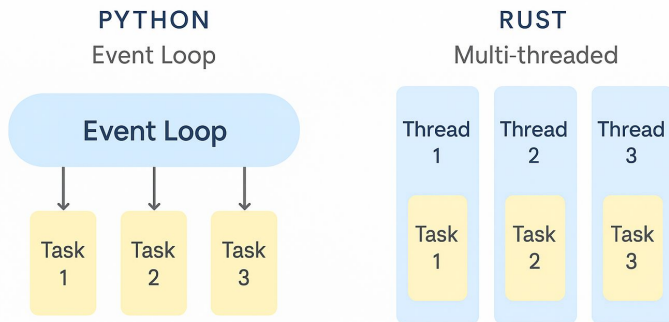 PYTHON
Event Loop
Event Loop
Task
1
Task
2
Task
3
RUST
Multi-threaded
Thread
1
Thread
2
Thread
3
Task
1
Task
2
Task
3